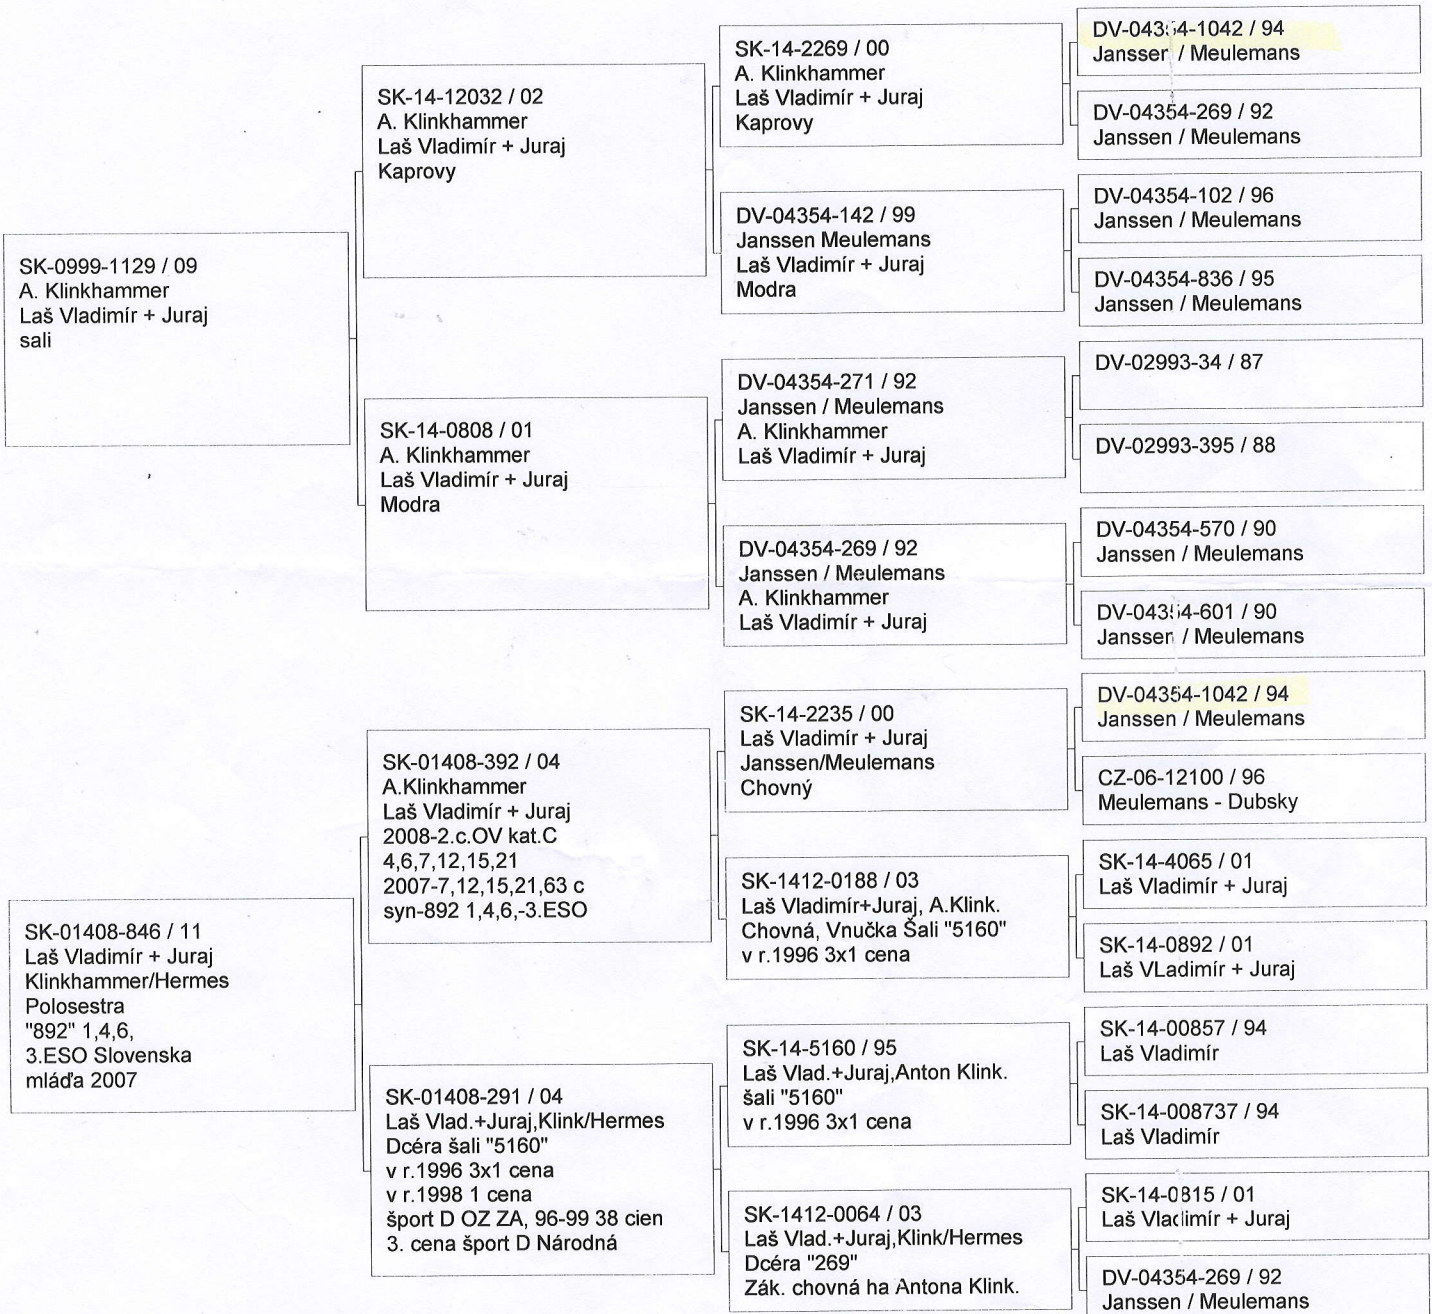 SK-0999-1129 / 09
A. Klinkhammer
Laš Vladimír + Juraj
sali
SK-14-12032 / 02
A. Klinkhammer
Laš Vladimír + Juraj
Kaprovy
SK-14-0808 / 01
A. Klinkhammer
Laš Vladimír + Juraj
Modra
SK-14-2269 / 00
A. Klinkhammer
Laš Vladimír + Juraj
Kaprovy
DV-04354-142 / 99
Janssen Meulemans
Laš Vladimír + Juraj
Modra
DV-04354-271 / 92
Janssen / Meulemans
A. Klinkhammer
Laš Vladimír + Juraj
DV-04354-269 / 92
Janssen / Meulemans
A. Klinkhammer
Laš Vladimír + Juraj
DV-04354-1042 / 94
Janssen / Meulemans
DV-04354-269 / 92
Janssen / Meulemans
DV-04354-102 / 96
Janssen / Meulemans
DV-04354-836 / 95
Janssen / Meulemans
DV-02993-34 / 87
DV-02993-395 / 88
DV-04354-570 / 90
Janssen / Meulemans
DV-04354-601 / 90
Janssen / Meulemans
SK-01408-846 / 11
Laš Vladimír + Juraj
Klinkhammer/Hermes
Polosestra
"892" 1,4,6,
3.ESO Slovenska
mláďa 2007
SK-01408-392 / 04
A.Klinkhammer
Laš Vladimír + Juraj
2008-2.c.OV kat.C
4,6,7,12,15,21
2007-7,12,15,21,63 c
syn-892 1,4,6,-3.ESO
SK-01408-291 / 04
Laš Vlad.+Juraj,Klink/Hermes
Dcéra šali "5160"
v r.1996 3x1 cena
v r.1998 1 cena
šport D OZ ZA, 96-99 38 cien
3. cena šport D Národná
SK-14-2235 / 00
Laš Vladimír + Juraj
Janssen/Meulemans
Chovný
SK-1412-0188 / 03
Laš Vladimír+Juraj, A.Klink.
Chovná, Vnučka Šali "5160"
v r.1996 3x1 cena
SK-14-5160 / 95
Laš Vlad.+Juraj,Anton Klink.
šali "5160"
v r.1996 3x1 cena
SK-1412-0064 / 03
Laš Vlad.+Juraj,Klink/Hermes
Dcéra "269"
Zák. chovná ha Antona Klink.
DV-04354-1042 / 94
Janssen / Meulemans
CZ-06-12100 / 96
Meulemans - Dubsky
SK-14-4065 / 01
Laš Vladimír + Juraj
SK-14-0892 / 01
Laš VLadimír + Juraj
SK-14-00857 / 94
Laš Vladimír
SK-14-008737 / 94
Laš Vladimír
SK-14-0815 / 01
Laš Vladimír + Juraj
DV-04354-269 / 92
Janssen / Meulemans